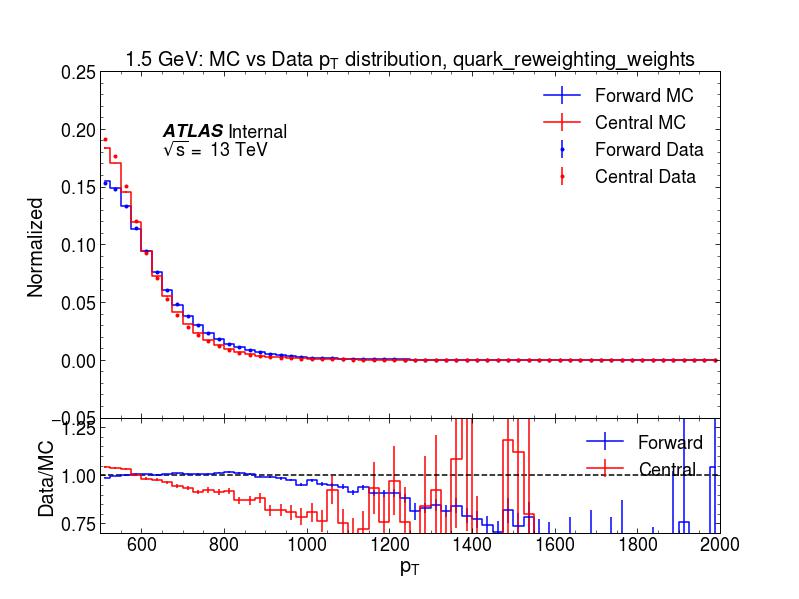 1.5 GeV: MC vs Data pT distribution, quark_reweighting_weights
0.25
0.20
0.15
0.10
0.05
0.00
−0.05
Normalized
ATLAS Internal
√s = 13 TeV
Forward MC
Central MC
Forward Data
Central Data
1.25
1.00
0.75
Data/MC
Forward
Central
600 800 1000 1200 1400 1600 1800 2000
pT